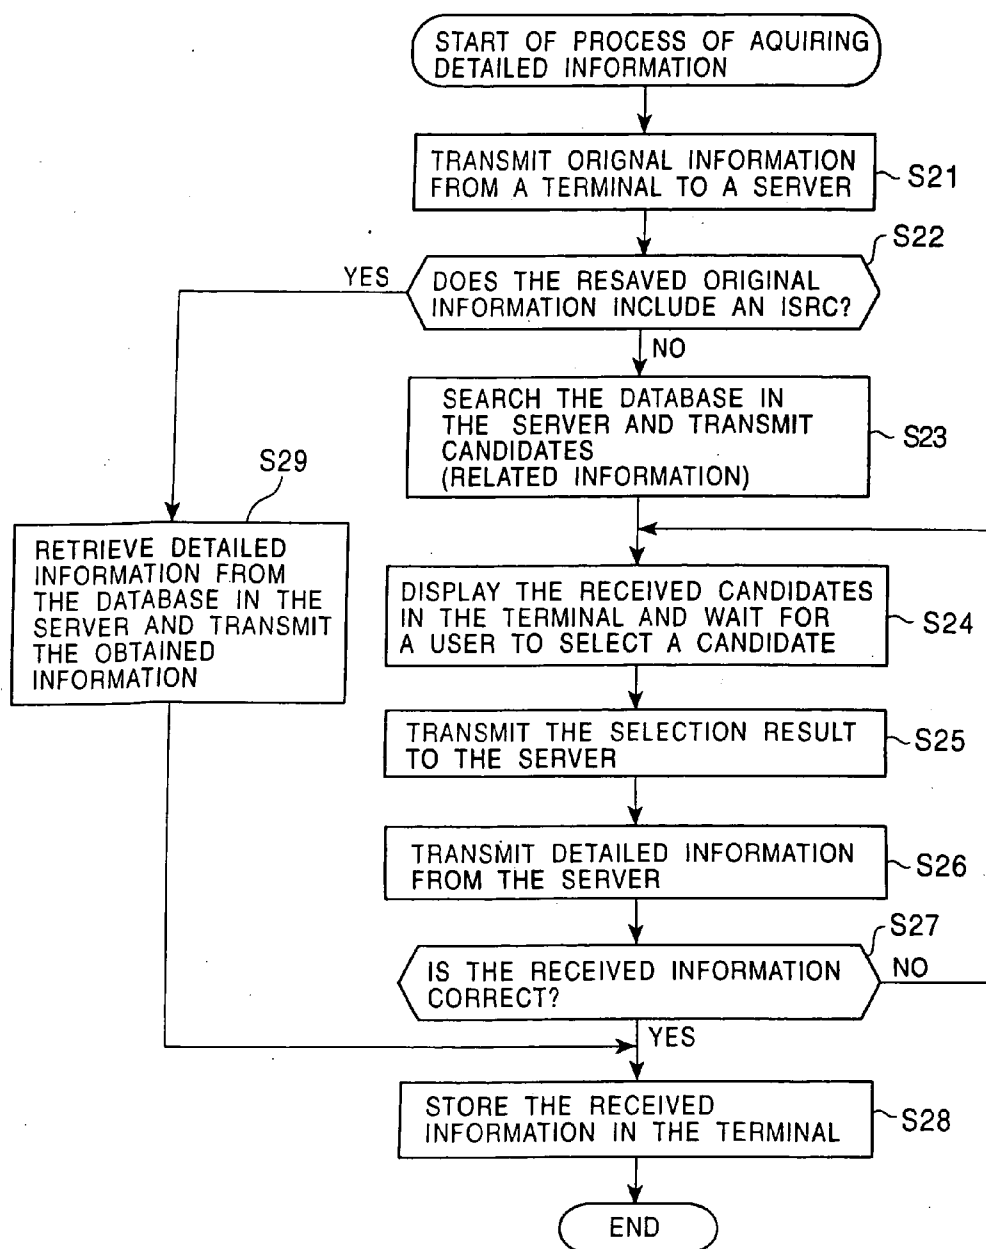 START OF PROCESS OF AQUIRING
DETAILED INFORMATION
TRANSMIT ORIGNAL INFORMATION
FROM A TERMINAL TO A SERVER
S21
S22
YES
DOES THE RESAVED ORIGINAL
INFORMATION INCLUDE AN ISRC?
NO
SEARCH THE DATABASE IN
THE SERVER AND TRANSMIT
CANDIDATES
(RELATED INFORMATION)
S23
S29
RETRIEVE DETAILED
INFORMATION FROM
THE DATABASE IN THE
SERVER AND TRANSMIT
THE OBTAINED
INFORMATION
DISPLAY THE RECEIVED CANDIDATES
IN THE TERMINAL AND WAIT FOR
A USER TO SELECT A CANDIDATE
S24
TRANSMIT THE SELECTION RESULT
TO THE SERVER
S25
TRANSMIT DETAILED INFORMATION
FROM THE SERVER
S26
S27
IS THE RECEIVED INFORMATION
CORRECT?
NO
YES
STORE THE RECEIVED
INFORMATION IN THE TERMINAL
S28
END